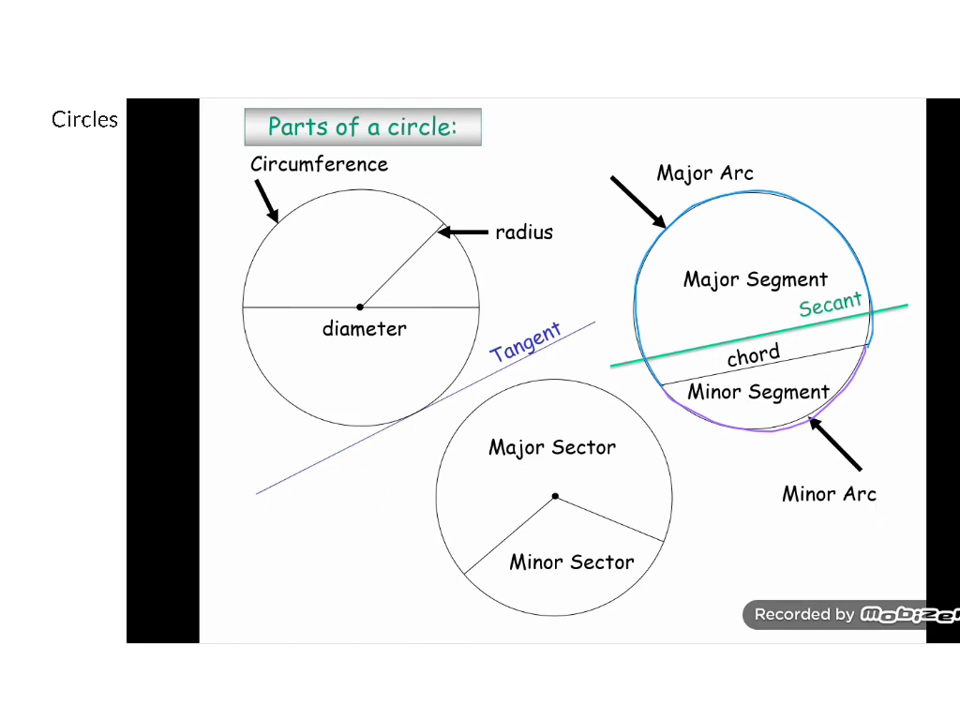 Circles
Parts of a circle:
Circumference
radius
diameter
Tangent
Major Arc
Major Segment
Secant
chord
Minor Segment
Minor Arc
Major Sector
Minor Sector
Recorded by